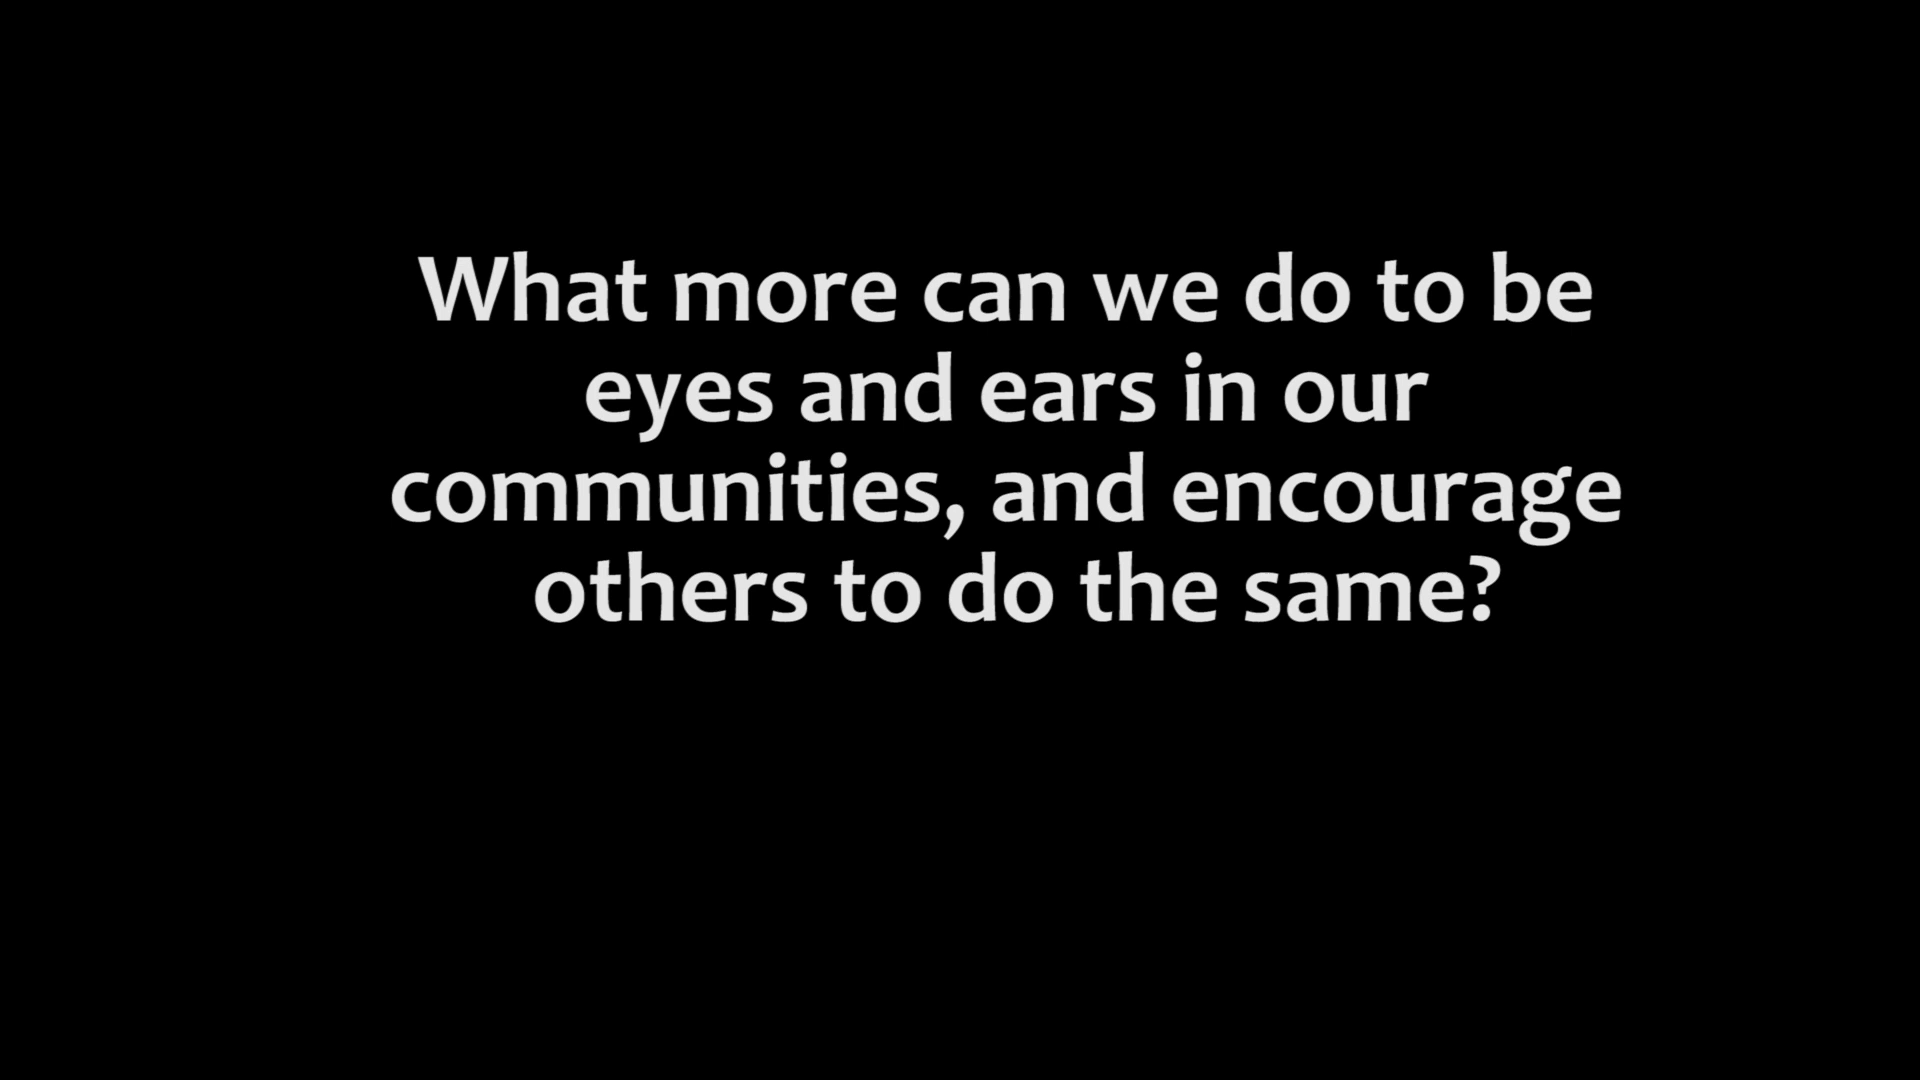 What more can we do to be
eyes and ears in our
communities, and encourage
others to do the same?